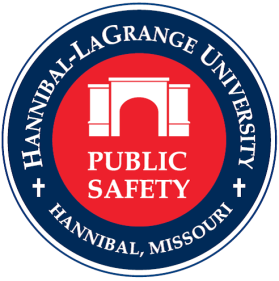 HANNIBAL-LAGRANGE UNIVERSITY
PUBLIC
SAFETY
HANNIBAL, MISSOURI